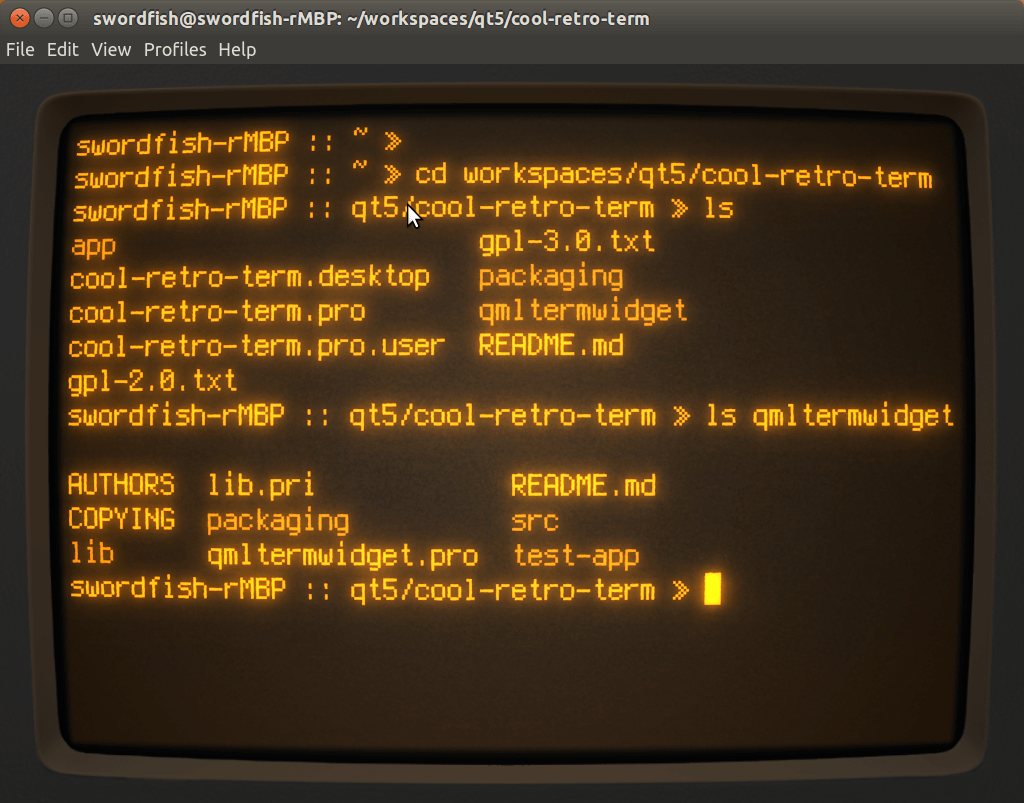 swordfish@swordfish-rMBP: ~/workspaces/qt5/cool-retro-term
File Edit View Profiles Help
swordfish-rMBP :: ~ »
swordfish-rMBP :: ~ » cd workspaces/qt5/cool-retro-term
swordfish-rMBP :: qt5/cool-retro-term » ls
app gpl-3.0.txt
cool-retro-term.desktop packaging
cool-retro-term.pro qmltermwidget
cool-retro-term.pro.user README.md
gpl-2.0.txt
swordfish-rMBP :: qt5/cool-retro-term » ls qmltermwidget
AUTHORS lib.pri README.md
COPYING packaging src
lib qmltermwidget.pro test-app
swordfish-rMBP :: qt5/cool-retro-term »